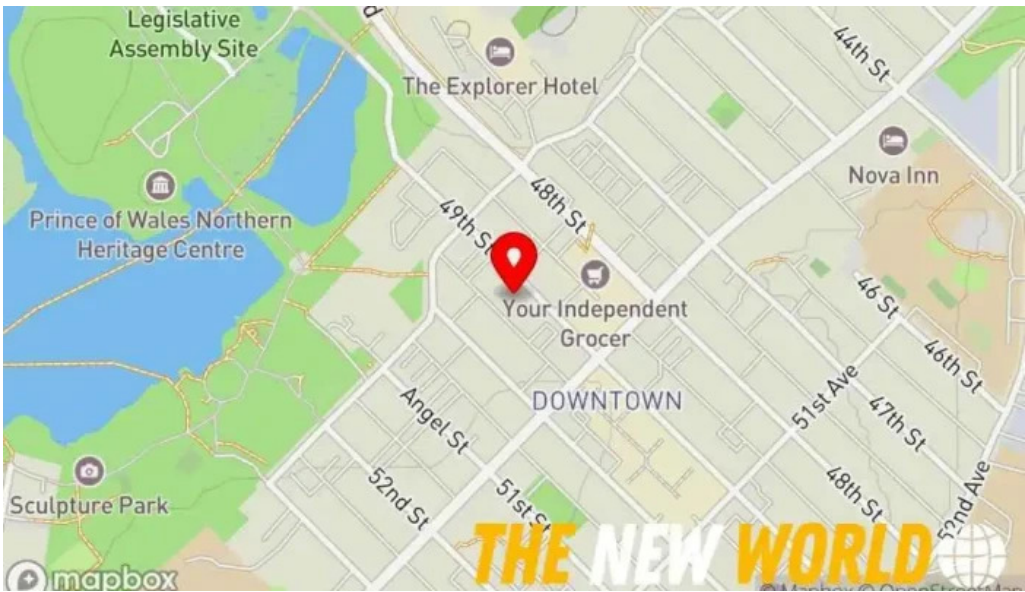 Legislative
Assembly Site
The Explorer Hotel
44th St
Nova Inn
Prince of Wales Northern
Heritage Centre
49th St
48th St
Your Independent
Grocer
DOWNTOWN
46 St
46th St
51st Ave
47th St
48th St
52nd Ave
Angel St
52nd St
51st St
Sculpture Park
THE NEW WORLD
mapbox
© Mapbox © OpenStreetMap